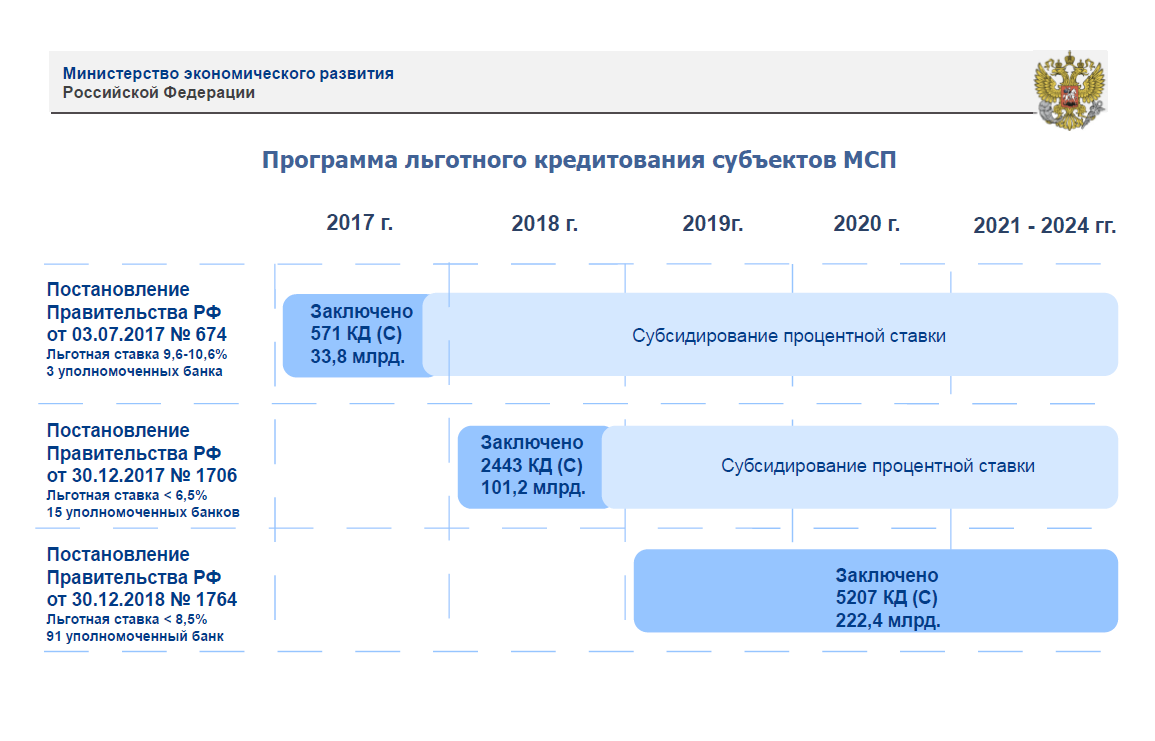 Министерство экономического развития
Российской Федерации
Программа льготного кредитования субъектов МСП
2017 г.
2018 г.
2019г.
2020 г.
2021 - 2024 гг.
Постановление
Правительства РФ
от 03.07.2017 № 674
Льготная ставка 9,6-10,6%
3 уполномоченных банка
Заключено
571 КД (С)
33,8 млрд.
Субсидирование процентной ставки
Постановление
Правительства РФ
от 30.12.2017 № 1706
Льготная ставка < 6,5%
15 уполномоченных банков
Заключено
2443 КД (С)
101,2 млрд.
Субсидирование процентной ставки
Постановление
Правительства РФ
от 30.12.2018 № 1764
Льготная ставка < 8,5%
91 уполномоченный банк
Заключено
5207 КД (С)
222,4 млрд.